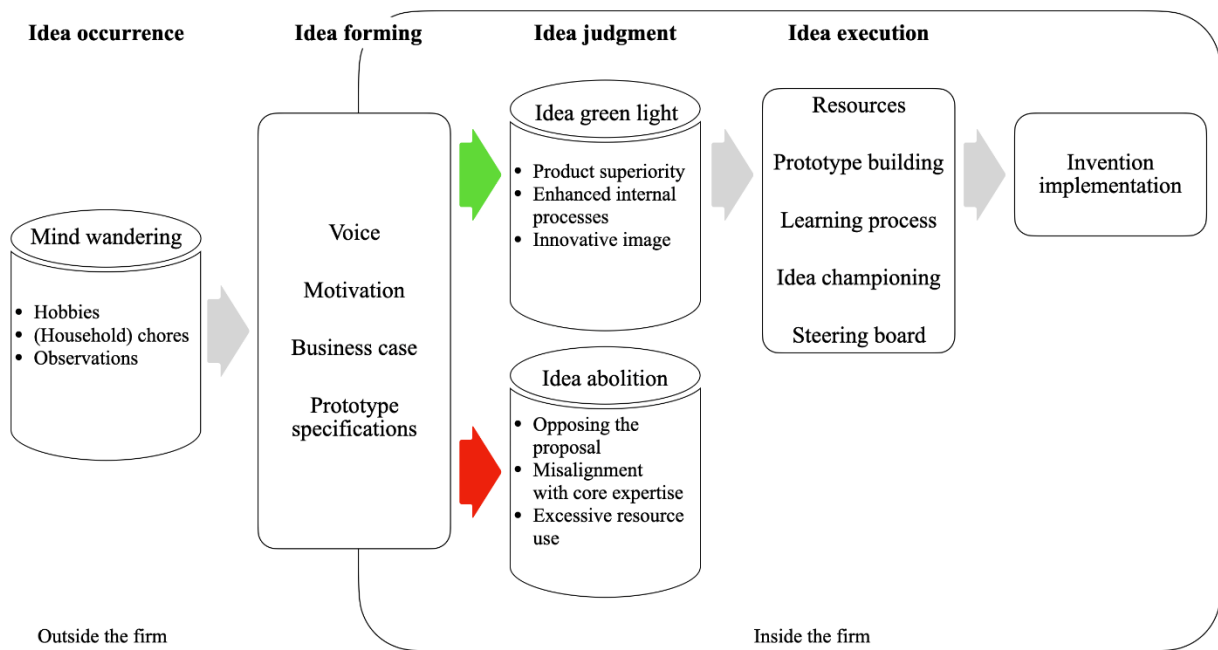 Idea occurrence
Idea forming
Idea judgment
Idea execution
Mind wandering
• Hobbies
• (Household) chores
• Observations
Voice
Motivation
Business case
Prototype
specifications
Idea green light
• Product superiority
• Enhanced internal
processes
• Innovative image
Idea abolition
• Opposing the
proposal
• Misalignment
with core expertise
• Excessive resource
use
Resources
Prototype building
Learning process
Idea championing
Steering board
Invention
implementation
Outside the firm
Inside the firm